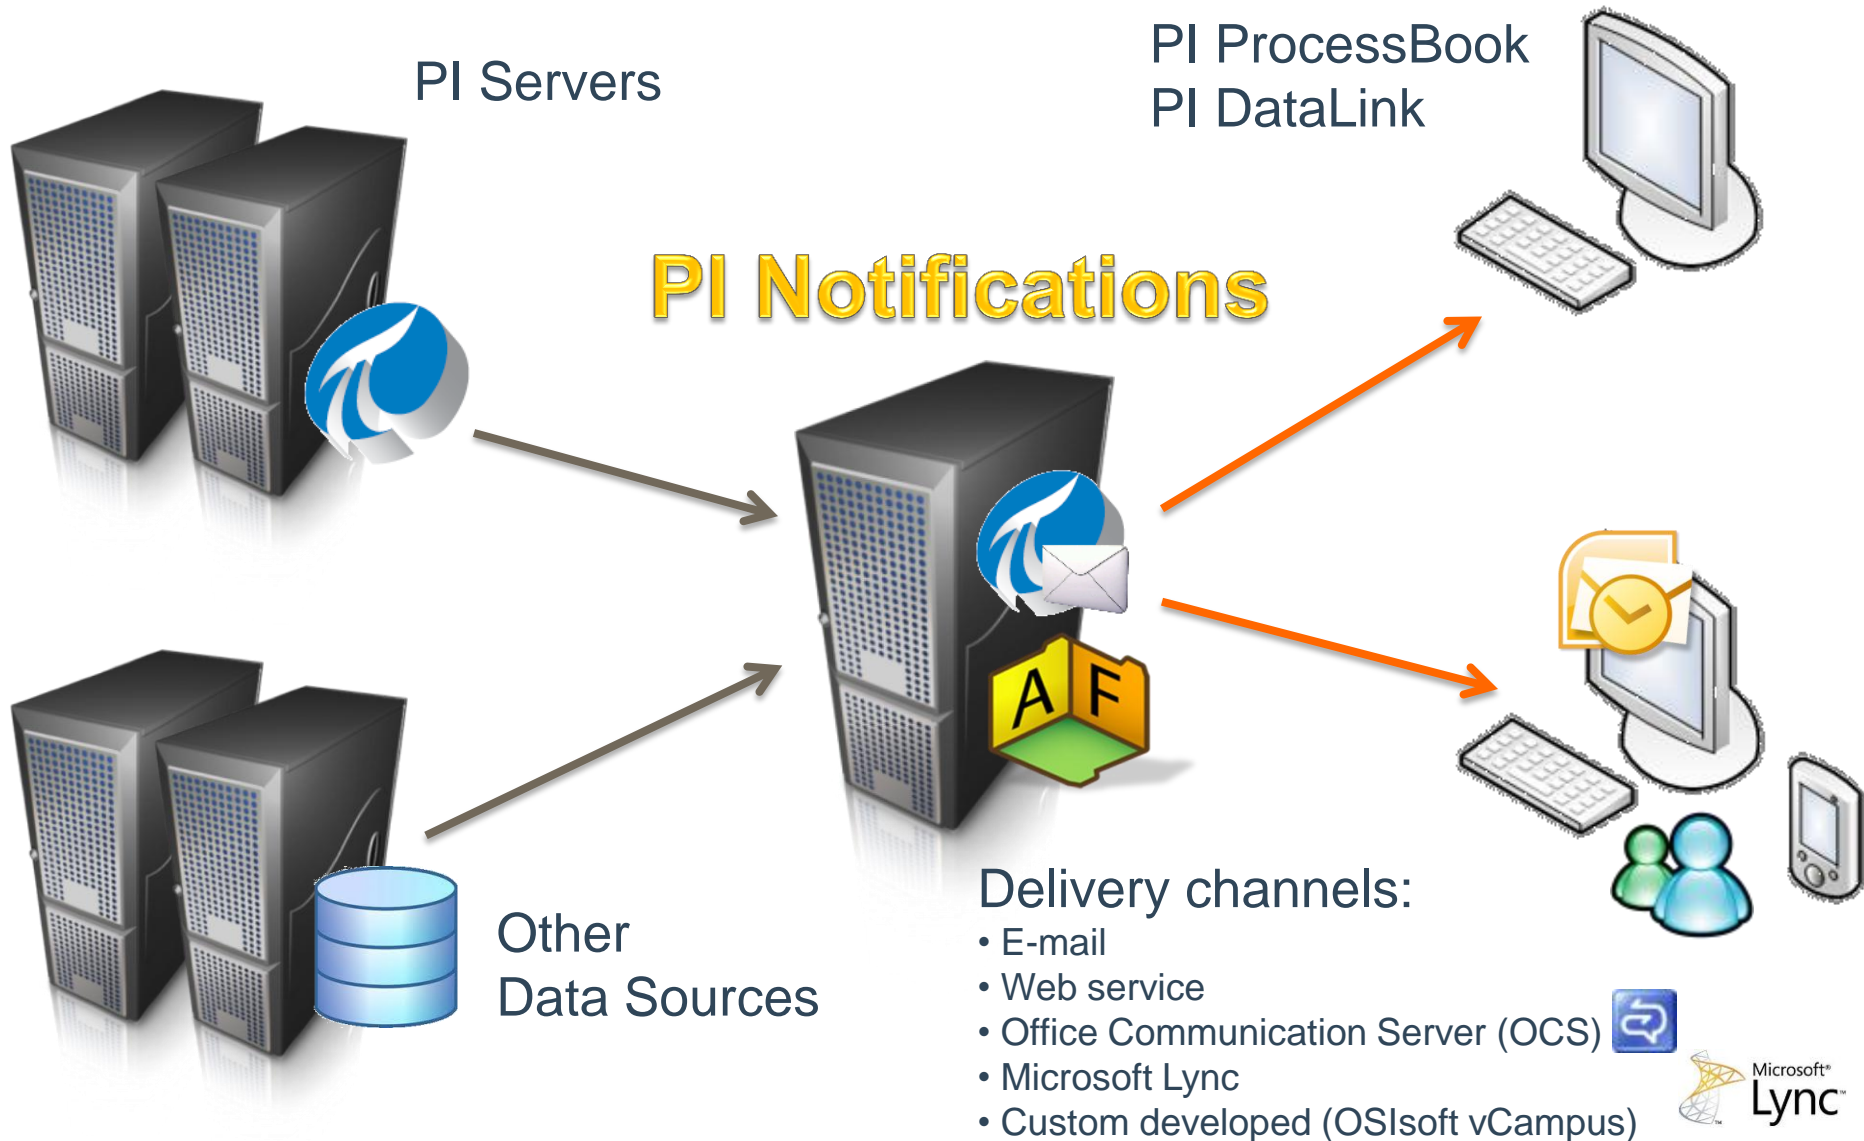 PI Servers
PI ProcessBook
PI DataLink
PI Notifications
A F
Other
Data Sources
Delivery channels:
• E-mail
• Web service
• Office Communication Server (OCS)
• Microsoft Lync
• Custom developed (OSIsoft vCampus)
Microsoft®
Lync™